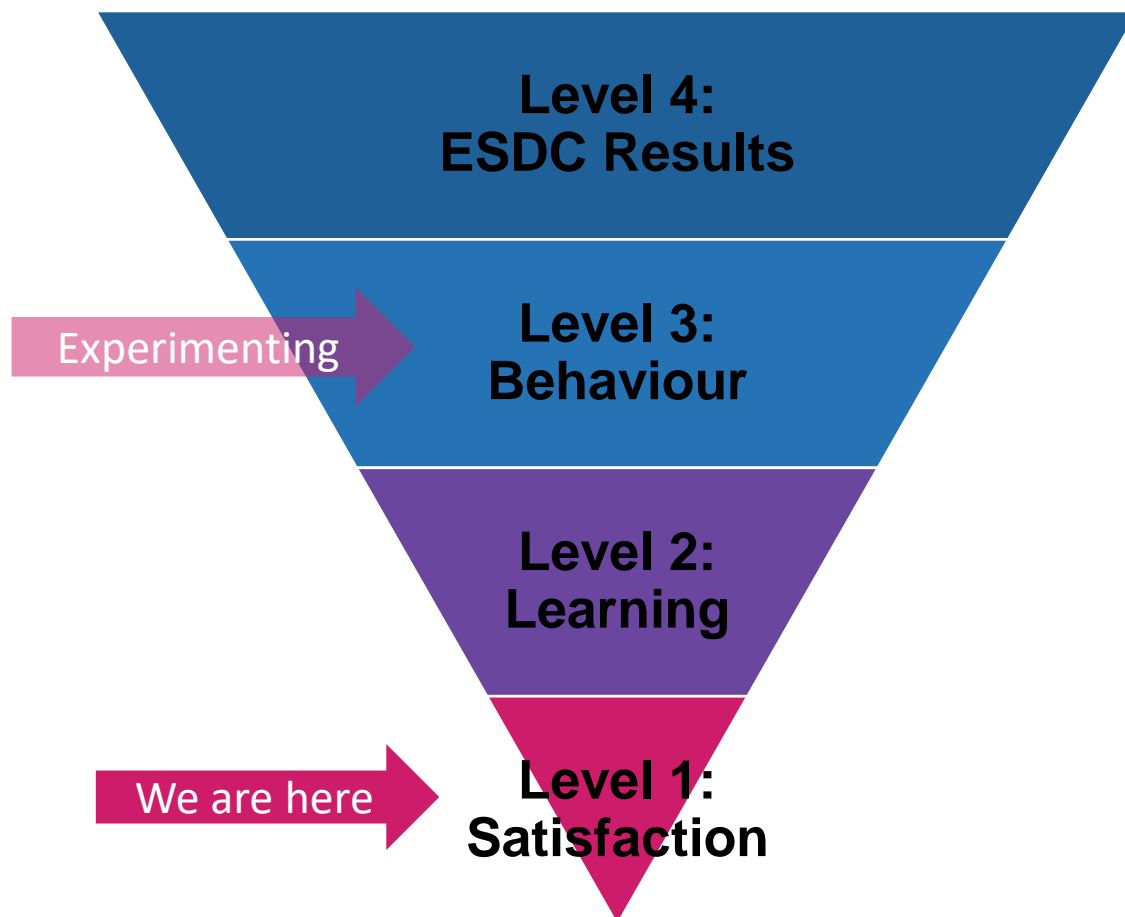 Level 4:
ESDC Results
Experimenting
Level 3:
Behaviour
Level 2:
Learning
We are here
Level 1:
Satisfaction